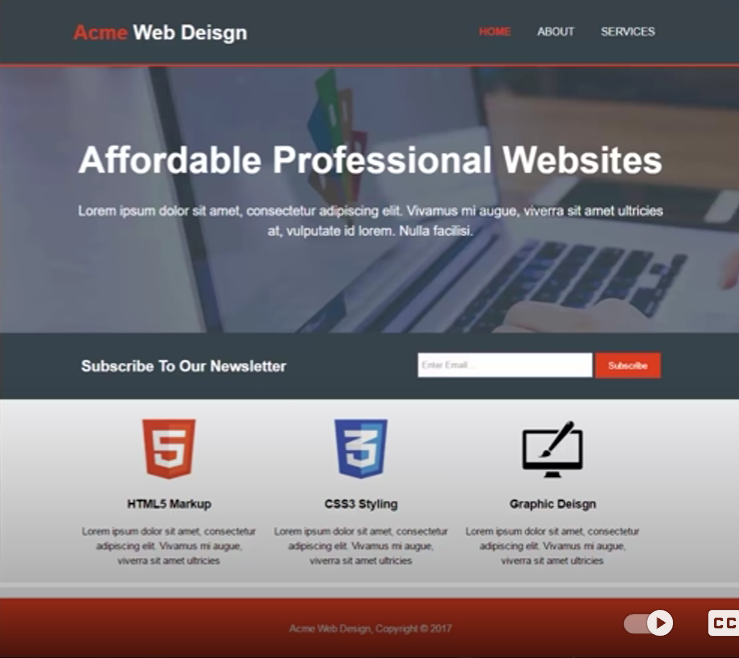 Acme Web Deisgn
HOME ABOUT SERVICES
Affordable Professional Websites
Lorem ipsum dolor sit amet, consectetur adipiscing elit. Vivamus mi augue, viverra sit amet ultricies
at, vulputate id lorem. Nulla facilisi.
Subscribe To Our Newsletter
Enter Email...
Subscribe
5
3
HTML5 Markup
CSS3 Styling
Graphic Deisgn
Lorem ipsum dolor sit amet, consectetur
adipiscing elit. Vivamus mi augue,
viverra sit amet ultricies
Lorem ipsum dolor sit amet, consectetur
adipiscing elit. Vivamus mi augue,
viverra sit amet ultricies
Lorem ipsum dolor sit amet, consectetur
adipiscing elit. Vivamus mi augue,
viverra sit amet ultricies
Acme Web Design, Copyright © 2017
CC